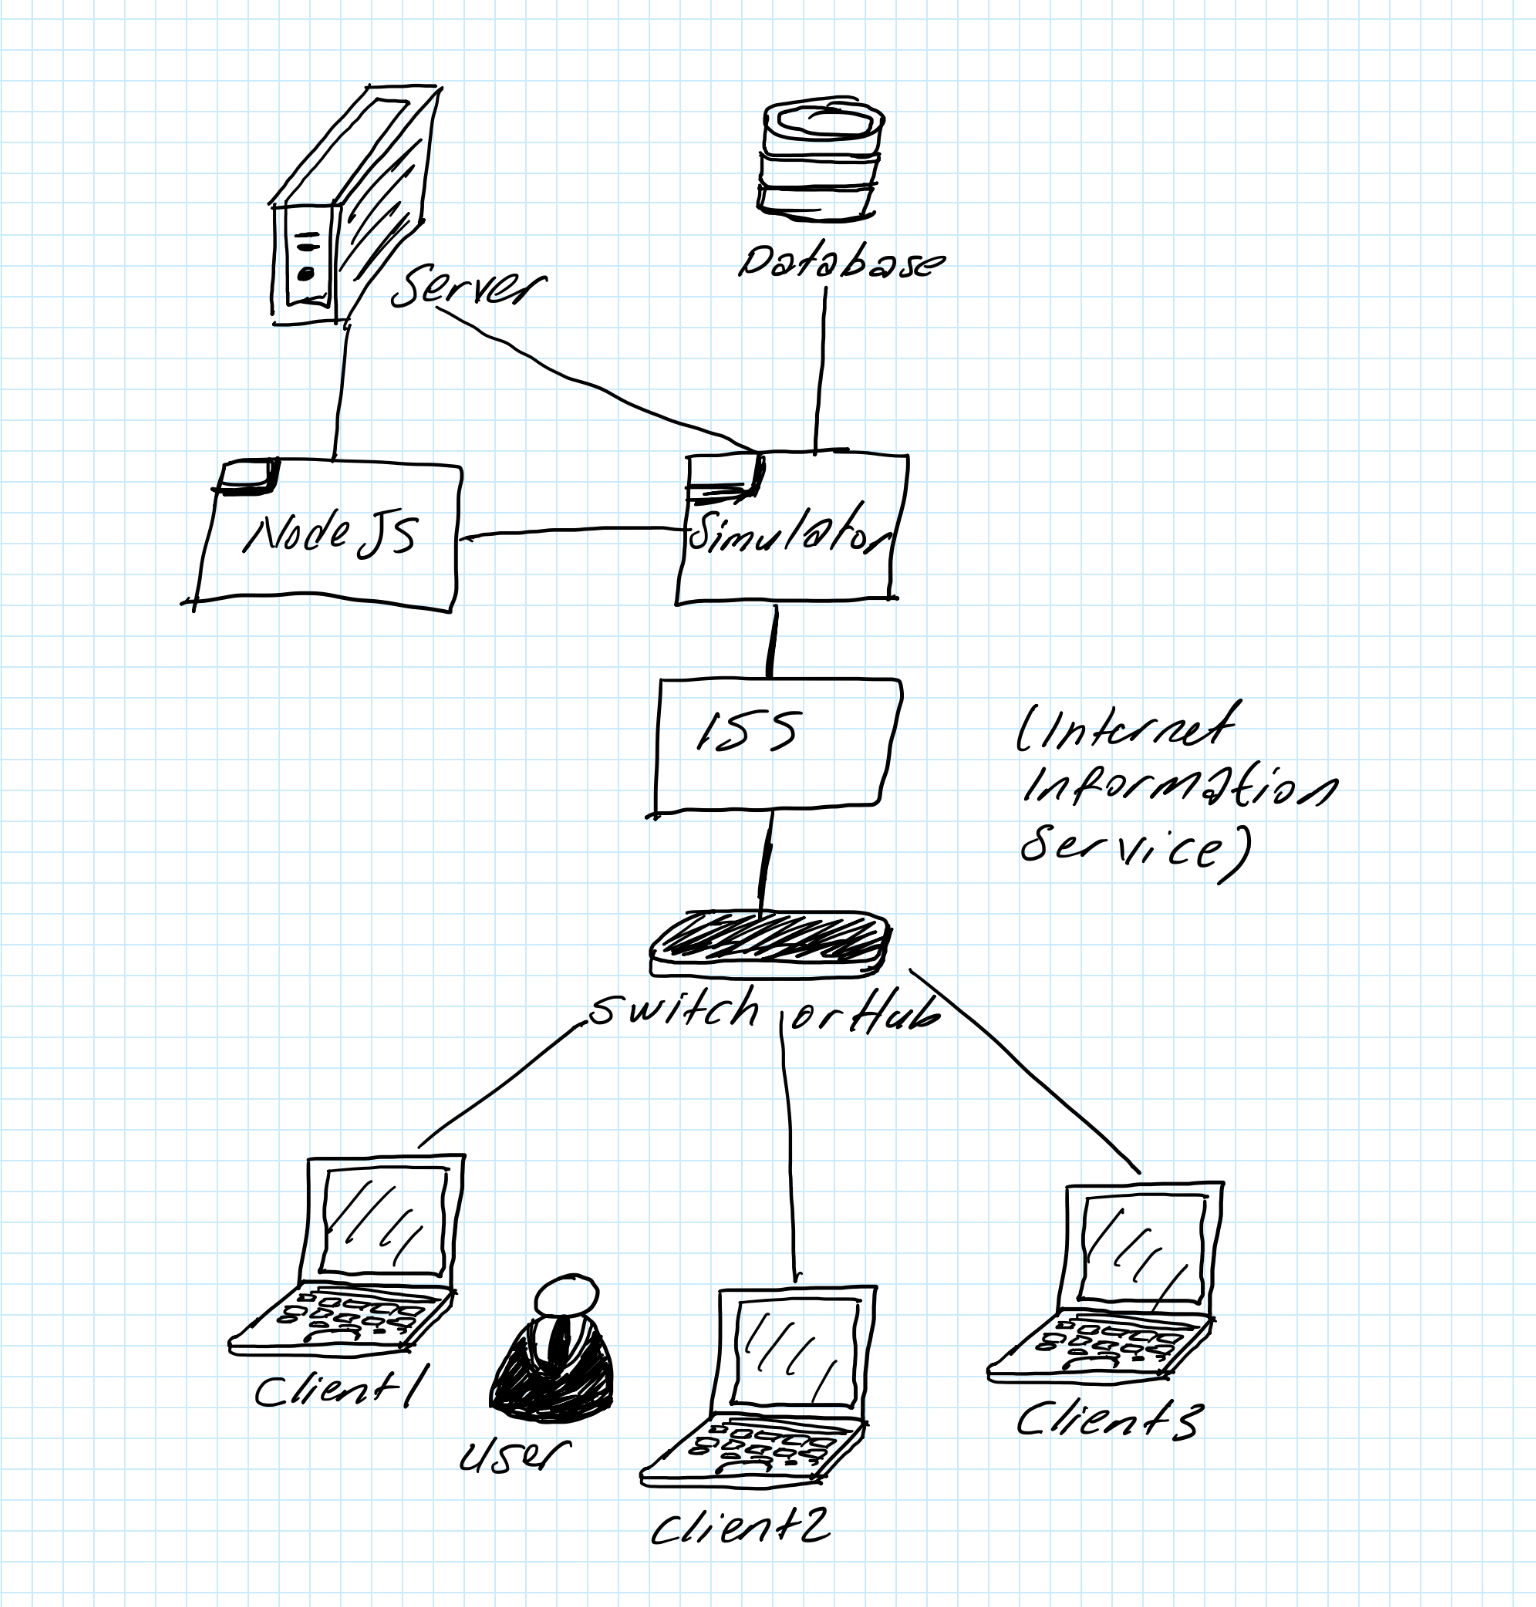 Server
Database
Node JS
Simulator
ISS
(Internet
Information
Service)
Switch or Hub
Client1
User
Client2
Client3